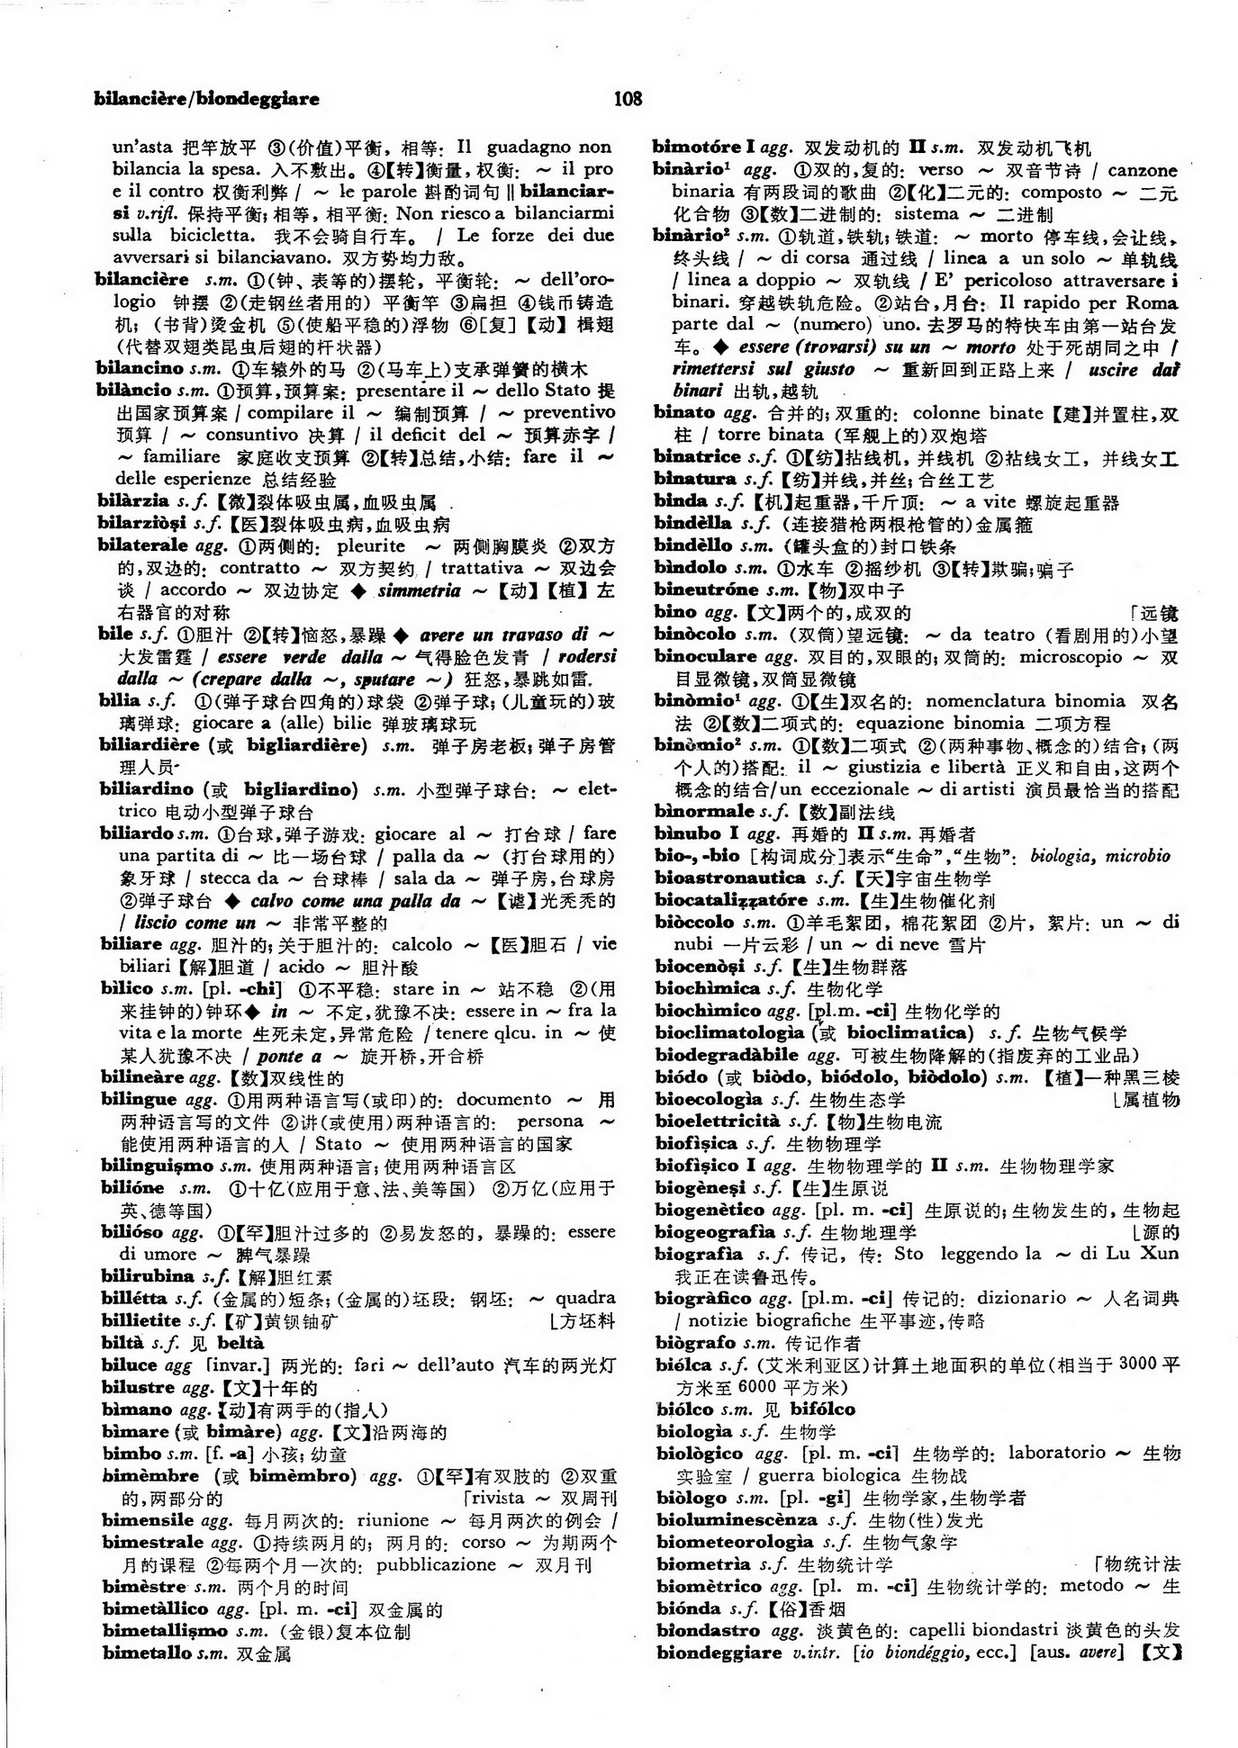 bilancière/biondeggiare
108
un'asta 把竿放平 ③(价值)平衡, 相等: Il guadagno non
bilancia la spesa. 入不敷出。 ④【转】衡量, 权衡: ～ il pro
e il contro 权衡利弊 / ～ le parole 斟酌词句 ‖ bilanciar-
si v.rifl. 保持平衡; 相等, 相平衡: Non riesco a bilanciarmi
sulla bicicletta. 我不会骑自行车。 / Le forze dei due
avversari si bilanciavano. 双方势均力敌。
bilancière s.m. ①(钟、表等的)摆轮, 平衡轮: ～ dell'oro-
logio 钟摆 ②(走钢丝者用的) 平衡竿 ③扁担 ④钱币铸造
机; (书背)烫金机 ⑤(使船平稳的)浮物 ⑥[复] 【动】 楫翅
(代替双翅类昆虫后翅的杆状器)
bilancino s.m. ①车辕外的马 ②(马车上)支承弹簧的横木
bilàncio s.m. ①预算, 预算案: presentare il ～ dello Stato 提
出国家预算案 / compilare il ～ 编制预算 / ～ preventivo
预算 / ～ consuntivo 决算 / il deficit del ～ 预算赤字 /
～ familiare 家庭收支预算 ②【转】总结, 小结: fare il ～
delle esperienze 总结经验
bilàrzia s.f. 【微】裂体吸虫属, 血吸虫属
bilarziòṣi s.f. 【医】裂体吸虫病, 血吸虫病
bilaterale agg. ①两侧的: pleurite ～ 两侧胸膜炎 ②双方
的, 双边的: contratto ～ 双方契约 / trattativa ～ 双边会
谈 / accordo ～ 双边协定 ◆ simmetria ～ 【动】【植】 左
右器官的对称
bile s.f. ①胆汁 ②【转】恼怒, 暴躁 ◆ avere un travaso di ～
大发雷霆 / essere verde dalla ～ 气得脸色发青 / rodersi
dalla ～ (crepare dalla ～, sputare ～) 狂怒, 暴跳如雷.
bìlia s.f. ①(弹子球台四角的)球袋 ②弹子球; (儿童玩的)玻
璃弹球: giocare a (alle) bilie 弹玻璃球玩
biliardière (或 bigliardière) s.m. 弹子房老板; 弹子房管
理人员
biliardino (或 bigliardino) s.m. 小型弹子球台: ～ elet-
trico 电动小型弹子球台
biliardo s.m. ①台球, 弹子游戏: giocare al ～ 打台球 / fare
una partita di ～ 比一场台球 / palla da ～ (打台球用的)
象牙球 / stecca da ～ 台球棒 / sala da ～ 弹子房, 台球房
②弹子球台 ◆ calvo come una palla da ～ 【谑】光秃秃的
/ liscio come un ～ 非常平整的
biliare agg. 胆汁的; 关于胆汁的: calcolo ～ 【医】胆石 / vie
biliari 【解】胆道 / acido ～ 胆汁酸
bìlico s.m. [pl. -chi] ①不平稳: stare in ～ 站不稳 ②(用
来挂钟的)钟环 ◆ in ～ 不定, 犹豫不决: essere in ～ fra la
vita e la morte 生死未定, 异常危险 / tenere qlcu. in ～ 使
某人犹豫不决 / ponte a ～ 旋开桥, 开合桥
bilineàre agg. 【数】双线性的
bilingue agg. ①用两种语言写(或印)的: documento ～ 用
两种语言写的文件 ②讲(或使用)两种语言的: persona ～
能使用两种语言的人 / Stato ～ 使用两种语言的国家
bilinguiṣmo s.m. 使用两种语言; 使用两种语言区
bilióne s.m. ①十亿(应用于意、法、美等国) ②万亿(应用于
英、德等国)
bilióso agg. ①【罕】胆汁过多的 ②易发怒的, 暴躁的: essere
di umore ～ 脾气暴躁
bilirubina s.f. 【解】胆红素
billétta s.f. (金属的)短条; (金属的)坯段: 钢坯: ～ quadra
billietite s.f. 【矿】黄钡铀矿 ⌊方坯料
biltà s.f. 见 beltà
biluce agg [invar.] 两光的: fari ～ dell'auto 汽车的两光灯
bilustre agg. 【文】十年的
bìmano agg. 【动】有两手的(指人)
bìmare (或 bimàre) agg. 【文】沿两海的
bimbo s.m. [f. -a] 小孩; 幼童
bimèmbre (或 bimèmbro) agg. ①【罕】有双肢的 ②双重
的, 两部分的 ⌈rivista ～ 双周刊
bimensile agg. 每月两次的: riunione ～ 每月两次的例会 /
bimestrale agg. ①持续两月的; 两月的: corso ～ 为期两个
月的课程 ②每两个月一次的: pubblicazione ～ 双月刊
bimèstre s.m. 两个月的时间
bimetàllico agg. [pl. m. -ci] 双金属的
bimetalliṣmo s.m. (金银)复本位制
bimetallo s.m. 双金属
bimotóre I agg. 双发动机的 II s.m. 双发动机飞机
binàrio¹ agg. ①双的, 复的: verso ～ 双音节诗 / canzone
binaria 有两段词的歌曲 ②【化】二元的: composto ～ 二元
化合物 ③【数】二进制的: sistema ～ 二进制
binàrio² s.m. ①轨道, 铁轨; 铁道: ～ morto 停车线, 会让线,
终头线 / ～ di corsa 通过线 / linea a un solo ～ 单轨线
/ linea a doppio ～ 双轨线 / E' pericoloso attraversare i
binari. 穿越铁轨危险。 ②站台, 月台: Il rapido per Roma
parte dal ～ (numero) uno. 去罗马的特快车由第一站台发
车。 ◆ essere (trovarsi) su un ～ morto 处于死胡同之中 /
rimettersi sul giusto ～ 重新回到正路上来 / uscire dai
binari 出轨, 越轨
binato agg. 合并的; 双重的: colonne binate 【建】并置柱, 双
柱 / torre binata (军舰上的)双炮塔
binatrice s.f. ①【纺】拈线机, 并线机 ②拈线女工, 并线女工
binatura s.f. 【纺】并线, 并丝; 合丝工艺
binda s.f. 【机】起重器, 千斤顶: ～ a vite 螺旋起重器
bindèlla s.f. (连接猎枪两根枪管的)金属箍
bindèllo s.m. (罐头盒的)封口铁条
bìndolo s.m. ①水车 ②摇纱机 ③【转】欺骗; 骗子
bineutróne s.m. 【物】双中子
bino agg. 【文】两个的, 成双的 ⌈远镜
binòcolo s.m. (双筒)望远镜: ～ da teatro (看剧用的)小望
binoculare agg. 双目的, 双眼的; 双筒的: microscopio ～ 双
目显微镜, 双筒显微镜
binòmio¹ agg. ①【生】双名的: nomenclatura binomia 双名
法 ②【数】二项式的: equazione binomia 二项方程
binòmio² s.m. ①【数】二项式 ②(两种事物、概念的)结合; (两
个人的)搭配: il ～ giustizia e libertà 正义和自由, 这两个
概念的结合/un eccezionale ～ di artisti 演员最恰当的搭配
bìnormale s.f. 【数】副法线
bìnubo I agg. 再婚的 II s.m. 再婚者
bio-, -bio [构词成分]表示“生命”, “生物”: biologia, microbio
bioastronautica s.f. 【天】宇宙生物学
biocataliẓẓatóre s.m. 【生】生物催化剂
biòccolo s.m. ①羊毛絮团, 棉花絮团 ②片, 絮片: un ～ di
nubi 一片云彩 / un ～ di neve 雪片
biocenòṣi s.f. 【生】生物群落
biochìmica s.f. 生物化学
biochìmico agg. [pl.m. -ci] 生物化学的
bioclimatologìa (或 bioclimatica) s. f. 生物气候学
biodegradàbile agg. 可被生物降解的(指废弃的工业品)
biódo (或 biòdo, biódolo, biòdolo) s.m. 【植】一种黑三棱
bioecologìa s.f. 生物生态学 ⌊属植物
bioelettricità s.f. 【物】生物电流
biofìṣica s.f. 生物物理学
biofìṣico I agg. 生物物理学的 II s.m. 生物物理学家
biogèneṣi s.f. 【生】生原说
biogenètico agg. [pl. m. -ci] 生原说的; 生物发生的, 生物起
biogeografìa s.f. 生物地理学 ⌊源的
biografìa s.f. 传记, 传: Sto leggendo la ～ di Lu Xun
我正在读鲁迅传。
biogràfico agg. [pl.m. -ci] 传记的: dizionario ～ 人名词典
/ notizie biografiche 生平事迹, 传略
biògrafo s.m. 传记作者
biólca s.f. (艾米利亚区)计算土地面积的单位(相当于 3000 平
方米至 6000 平方米)
biólco s.m. 见 bifólco
biologìa s.f. 生物学
biològico agg. [pl. m. -ci] 生物学的: laboratorio ～ 生物
实验室 / guerra biologica 生物战
biòlogo s.m. [pl. -gi] 生物学家, 生物学者
bioluminescènza s.f. 生物(性)发光
biometeorologìa s.f. 生物气象学
biometrìa s.f. 生物统计学 ⌈物统计法
biomètrico agg. [pl. m. -ci] 生物统计学的: metodo ～ 生
biónda s.f. 【俗】香烟
biondastro agg. 淡黄色的: capelli biondastri 淡黄色的头发
biondeggiare v.intr. [io biondéggio, ecc.] [aus. avere] 【文】